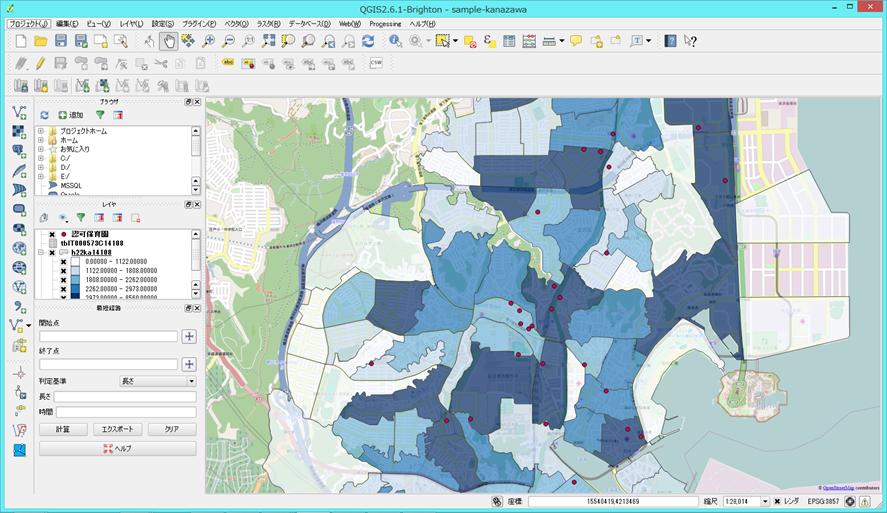 QGIS2.6.1-Brighton - sample-kanazawa
プロジェクト(J) 編集(E) ビュー(V) レイヤ(L) 設定(S) プラグイン(P) ベクタ(O) ラスタ(R) データベース(D) Web(W) Progessing ヘルプ(H)
abc
CSW
ブラウザ
追加
プロジェクトホーム
ホーム
お気に入り
C:/
D:/
E:/
MSSQL
レイヤ
認可保育園
tblT000573C14108
h22ka14108
0.00000 - 1122.00000
1122.00000 - 1808.00000
1808.00000 - 2262.00000
2262.00000 - 2973.00000
2973.00000 - 8560.00000
最短経路
開始点
終了点
判定基準
長さ
長さ
時間
計算 エクスポート クリア
ヘルプ
© OpenStreetMap contributors
座標: 15540419,4213469 縮尺 1:28,014 レンダ EPSG:3857